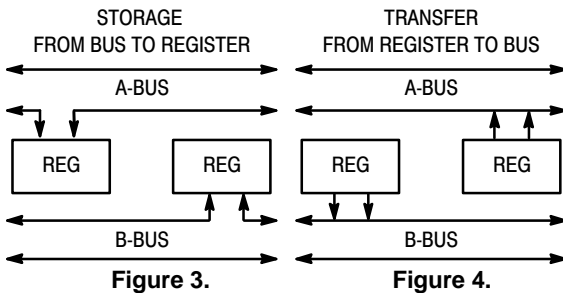 STORAGE
FROM BUS TO REGISTER
A-BUS
REG REG
B-BUS
Figure 3.
TRANSFER
FROM REGISTER TO BUS
A-BUS
REG REG
B-BUS
Figure 4.